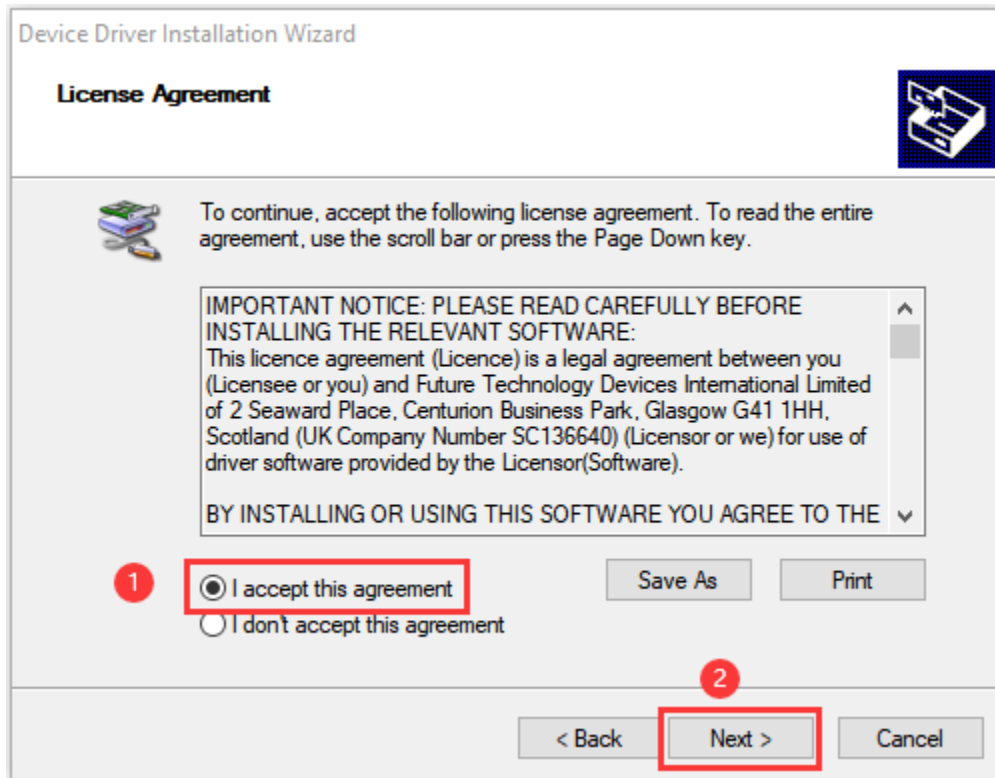 Device Driver Installation Wizard
License Agreement
To continue, accept the following license agreement. To read the entire
agreement, use the scroll bar or press the Page Down key.
IMPORTANT NOTICE: PLEASE READ CAREFULLY BEFORE
INSTALLING THE RELEVANT SOFTWARE:
This licence agreement (Licence) is a legal agreement between you
(Licensee or you) and Future Technology Devices International Limited
of 2 Seaward Place, Centurion Business Park, Glasgow G41 1HH,
Scotland (UK Company Number SC136640) (Licensor or we) for use of
driver software provided by the Licensor(Software).
BY INSTALLING OR USING THIS SOFTWARE YOU AGREE TO THE
1
I accept this agreement
Save As
Print
I don't accept this agreement
2
< Back
Next >
Cancel